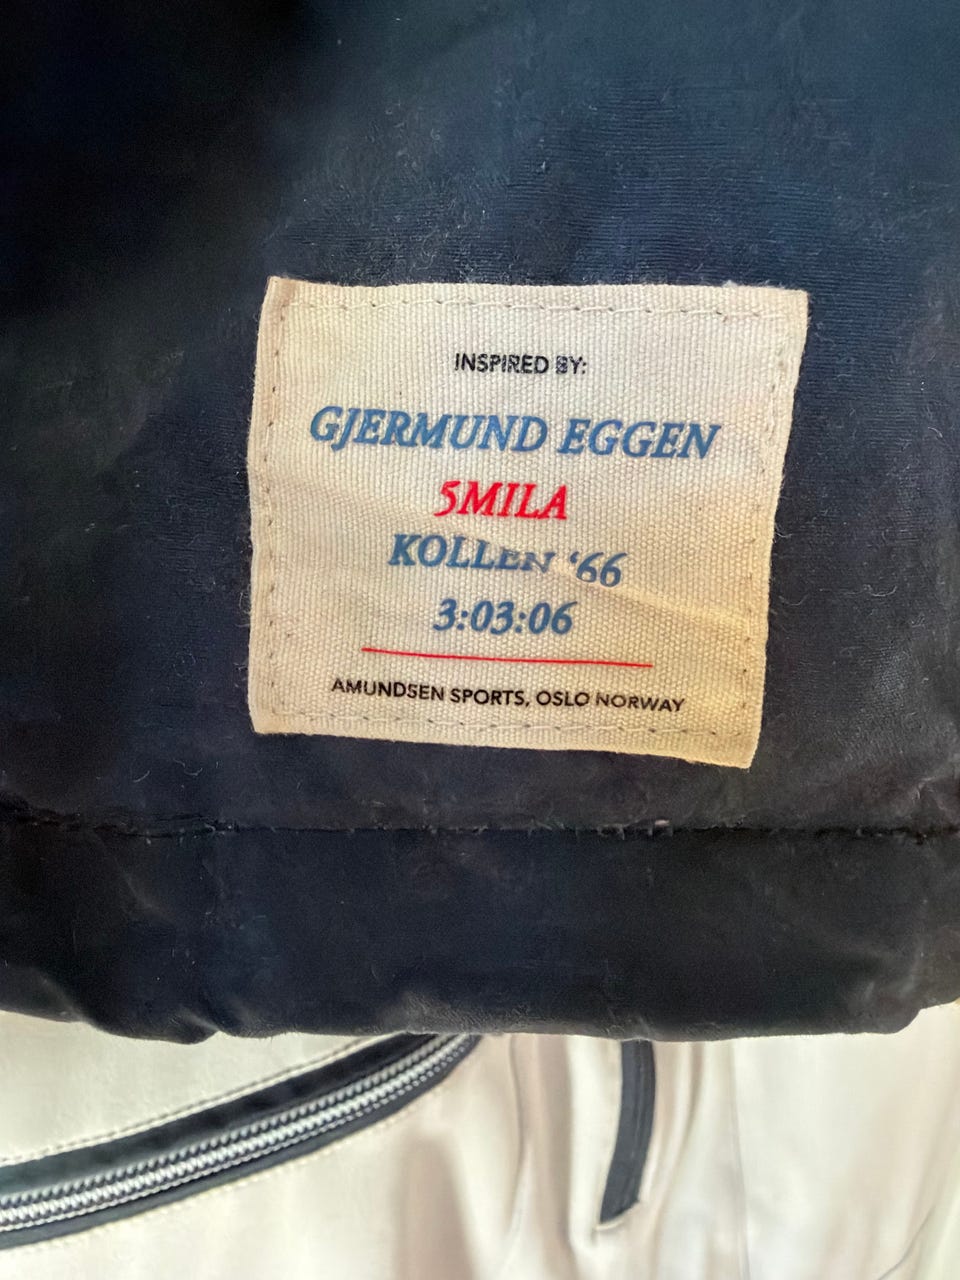 INSPIRED BY:
GJERMUND EGGEN
5MILA
KOLLEN '66
3:03:06
AMUNDSEN SPORTS, OSLO NORWAY